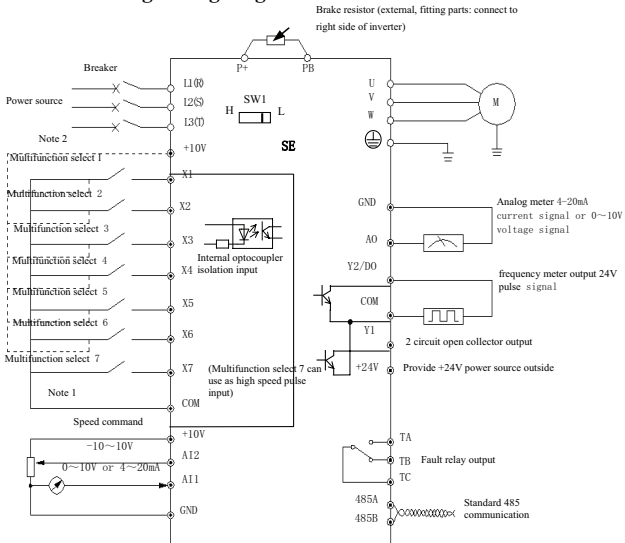 Brake resistor (external, fitting parts: connect to
right side of inverter)
P+
PB
Breaker
Power source
L1(R)
L2(S)
L3(T)
SW1
H
L
SE
U
V
W
M
Note 2
+10V
Multifunction select 1
X1
Multifunction select 2
X2
Multifunction select 3
X3
Multifunction select 4
X4
Multifunction select 5
X5
Multifunction select 6
X6
Multifunction select 7
X7
Internal optocoupler
isolation input
(Multifunction select 7 can
use as high speed pulse
input)
Note 1
COM
GND
AO
Analog meter 4-20mA
current signal or 0～10V
voltage signal
Y2/DO
COM
frequency meter output 24V
pulse signal
Y1
2 circuit open collector output
+24V
Provide +24V power source outside
Speed command
+10V
-10～10V
AI2
0～10V or 4～20mA
AI1
GND
TA
TB
TC
Fault relay output
485A
485B
Standard 485
communication